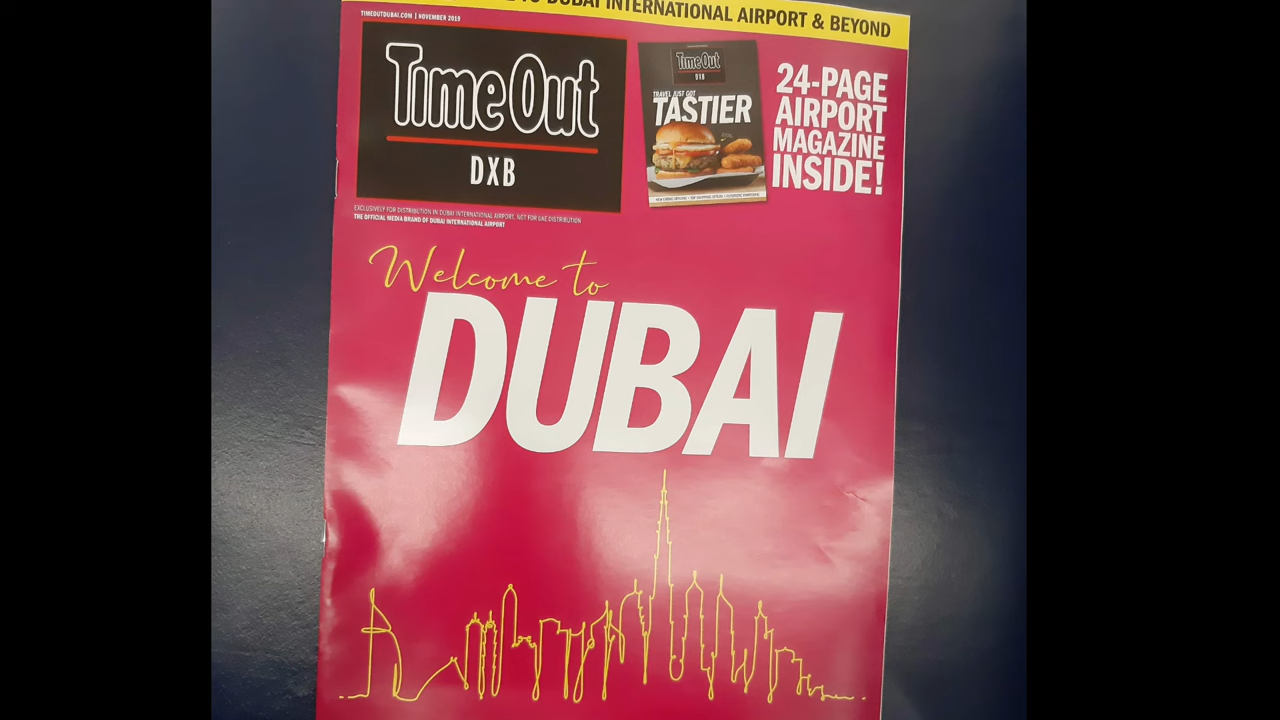 TO DUBAI INTERNATIONAL AIRPORT & BEYOND
TIMEOUTDUBAI.COM | NOVEMBER 2019
Time Out
DXB
EXCLUSIVELY FOR DISTRIBUTION IN DUBAI INTERNATIONAL AIRPORT, NOT FOR UAE DISTRIBUTION
THE OFFICIAL MEDIA BRAND OF DUBAI INTERNATIONAL AIRPORT
Time Out
DXB
TRAVEL JUST GOT
TASTIER
24-PAGE
AIRPORT
MAGAZINE
INSIDE!
Welcome to
DUBAI